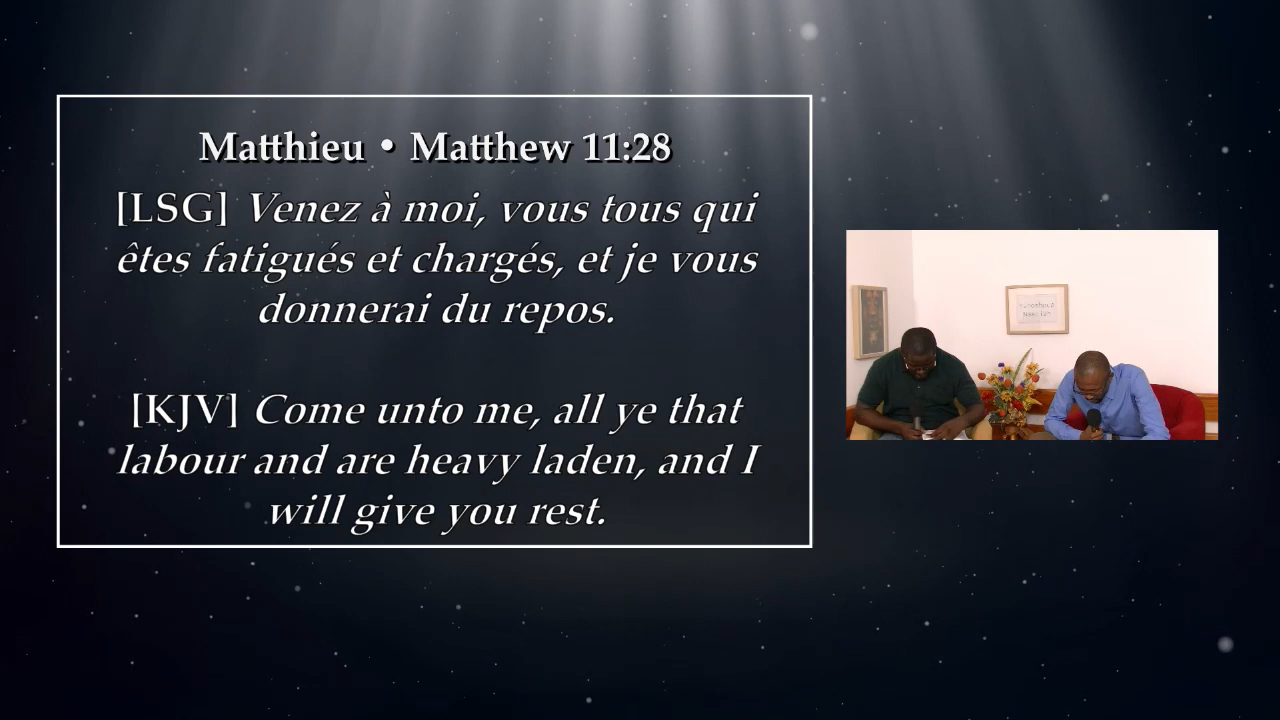 Matthieu • Matthew 11:28
[LSG] Venez à moi, vous tous qui
êtes fatigués et chargés, et je vous
donnerai du repos.
[KJV] Come unto me, all ye that
labour and are heavy laden, and I
will give you rest.